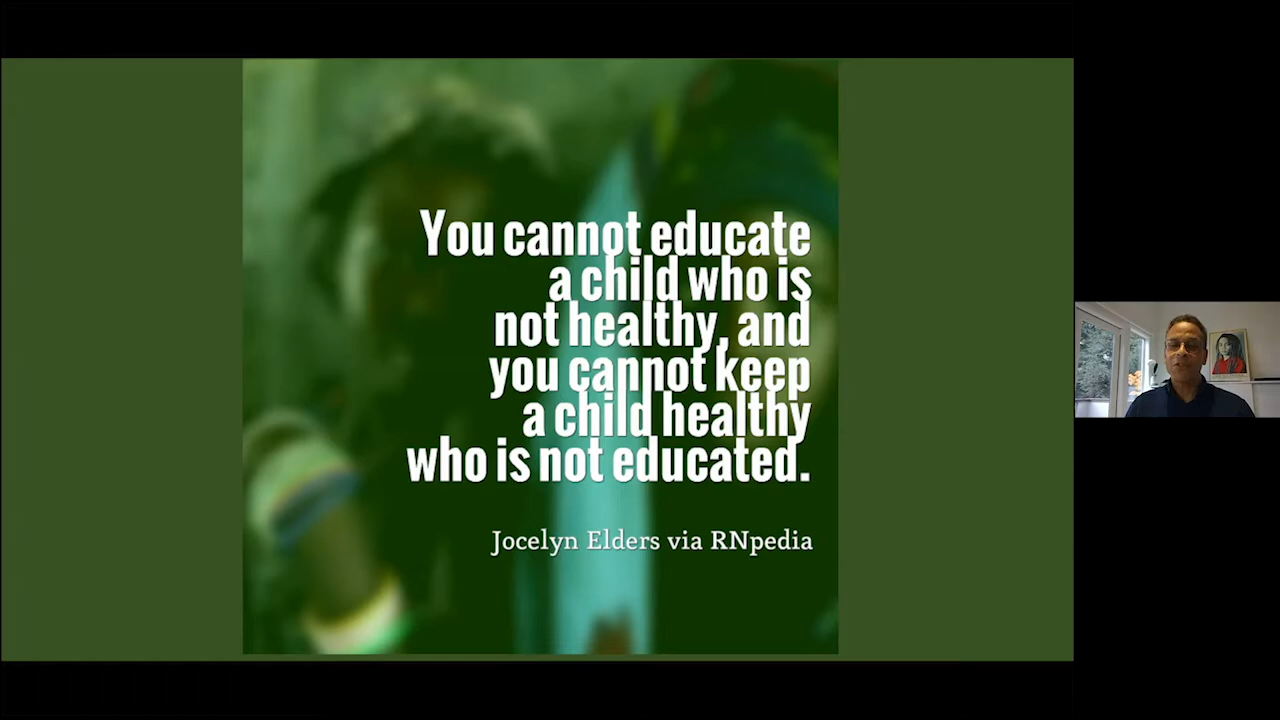 You cannot educate
a child who is
not healthy, and
you cannot keep
a child healthy
who is not educated.
Jocelyn Elders via RNpedia